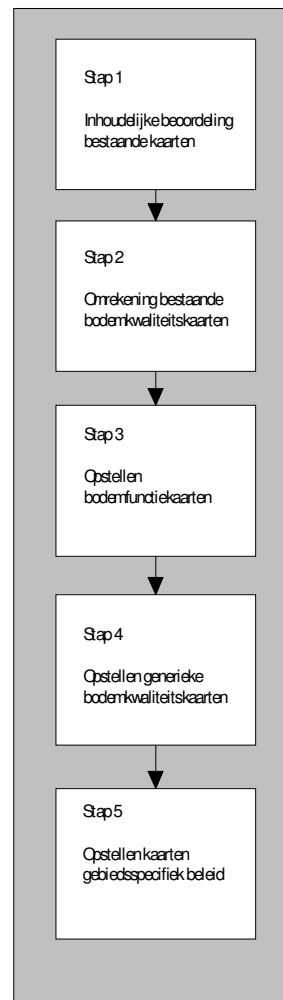 Stap 1
Inhoudelijke beoordeling
bestaande kaarten
Stap 2
Omrekening bestaande
bodemkwaliteitskaarten
Stap 3
Opstellen
bodemfunctiekaarten
Stap 4
Opstellen generieke
bodemkwaliteitskaarten
Stap 5
Opstellen kaarten
gebiedsspecifiek beleid